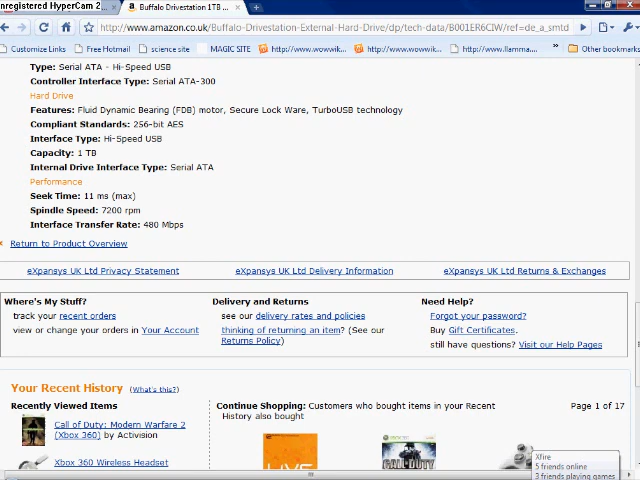 nregistered HyperCam 2
Buffalo Drivestation 1TB
http://www.amazon.co.uk/Buffalo-Drivestation-External-Hard-Drive/dp/tech-data/B001ER6CIW/ref=de_a_smtd
Customize Links Free Hotmail science site MAGIC SITE http://www.wowwik... http://www.wowwik... http://www.llamma... » Other bookmarks
Type: Serial ATA - Hi-Speed USB
Controller Interface Type: Serial ATA-300
Hard Drive
Features: Fluid Dynamic Bearing (FDB) motor, Secure Lock Ware, TurboUSB technology
Compliant Standards: 256-bit AES
Interface Type: Hi-Speed USB
Capacity: 1 TB
Internal Drive Interface Type: Serial ATA
Performance
Seek Time: 11 ms (max)
Spindle Speed: 7200 rpm
Interface Transfer Rate: 480 Mbps
Return to Product Overview
eXpansys UK Ltd Privacy Statement eXpansys UK Ltd Delivery Information eXpansys UK Ltd Returns & Exchanges
Where's My Stuff? Delivery and Returns Need Help?
track your recent orders see our delivery rates and policies Forgot your password?
view or change your orders in Your Account thinking of returning an item? (See our Buy Gift Certificates.
Returns Policy) still have questions? Visit our Help Pages
Your Recent History (What's this?)
Recently Viewed Items Continue Shopping: Customers who bought items in your Recent Page 1 of 17
History also bought
Call of Duty: Modern Warfare 2
(Xbox 360) by Activision
Xbox 360 Wireless Headset
LIVE
CALL DUTY
Xfire
5 friends online
3 friends playing games